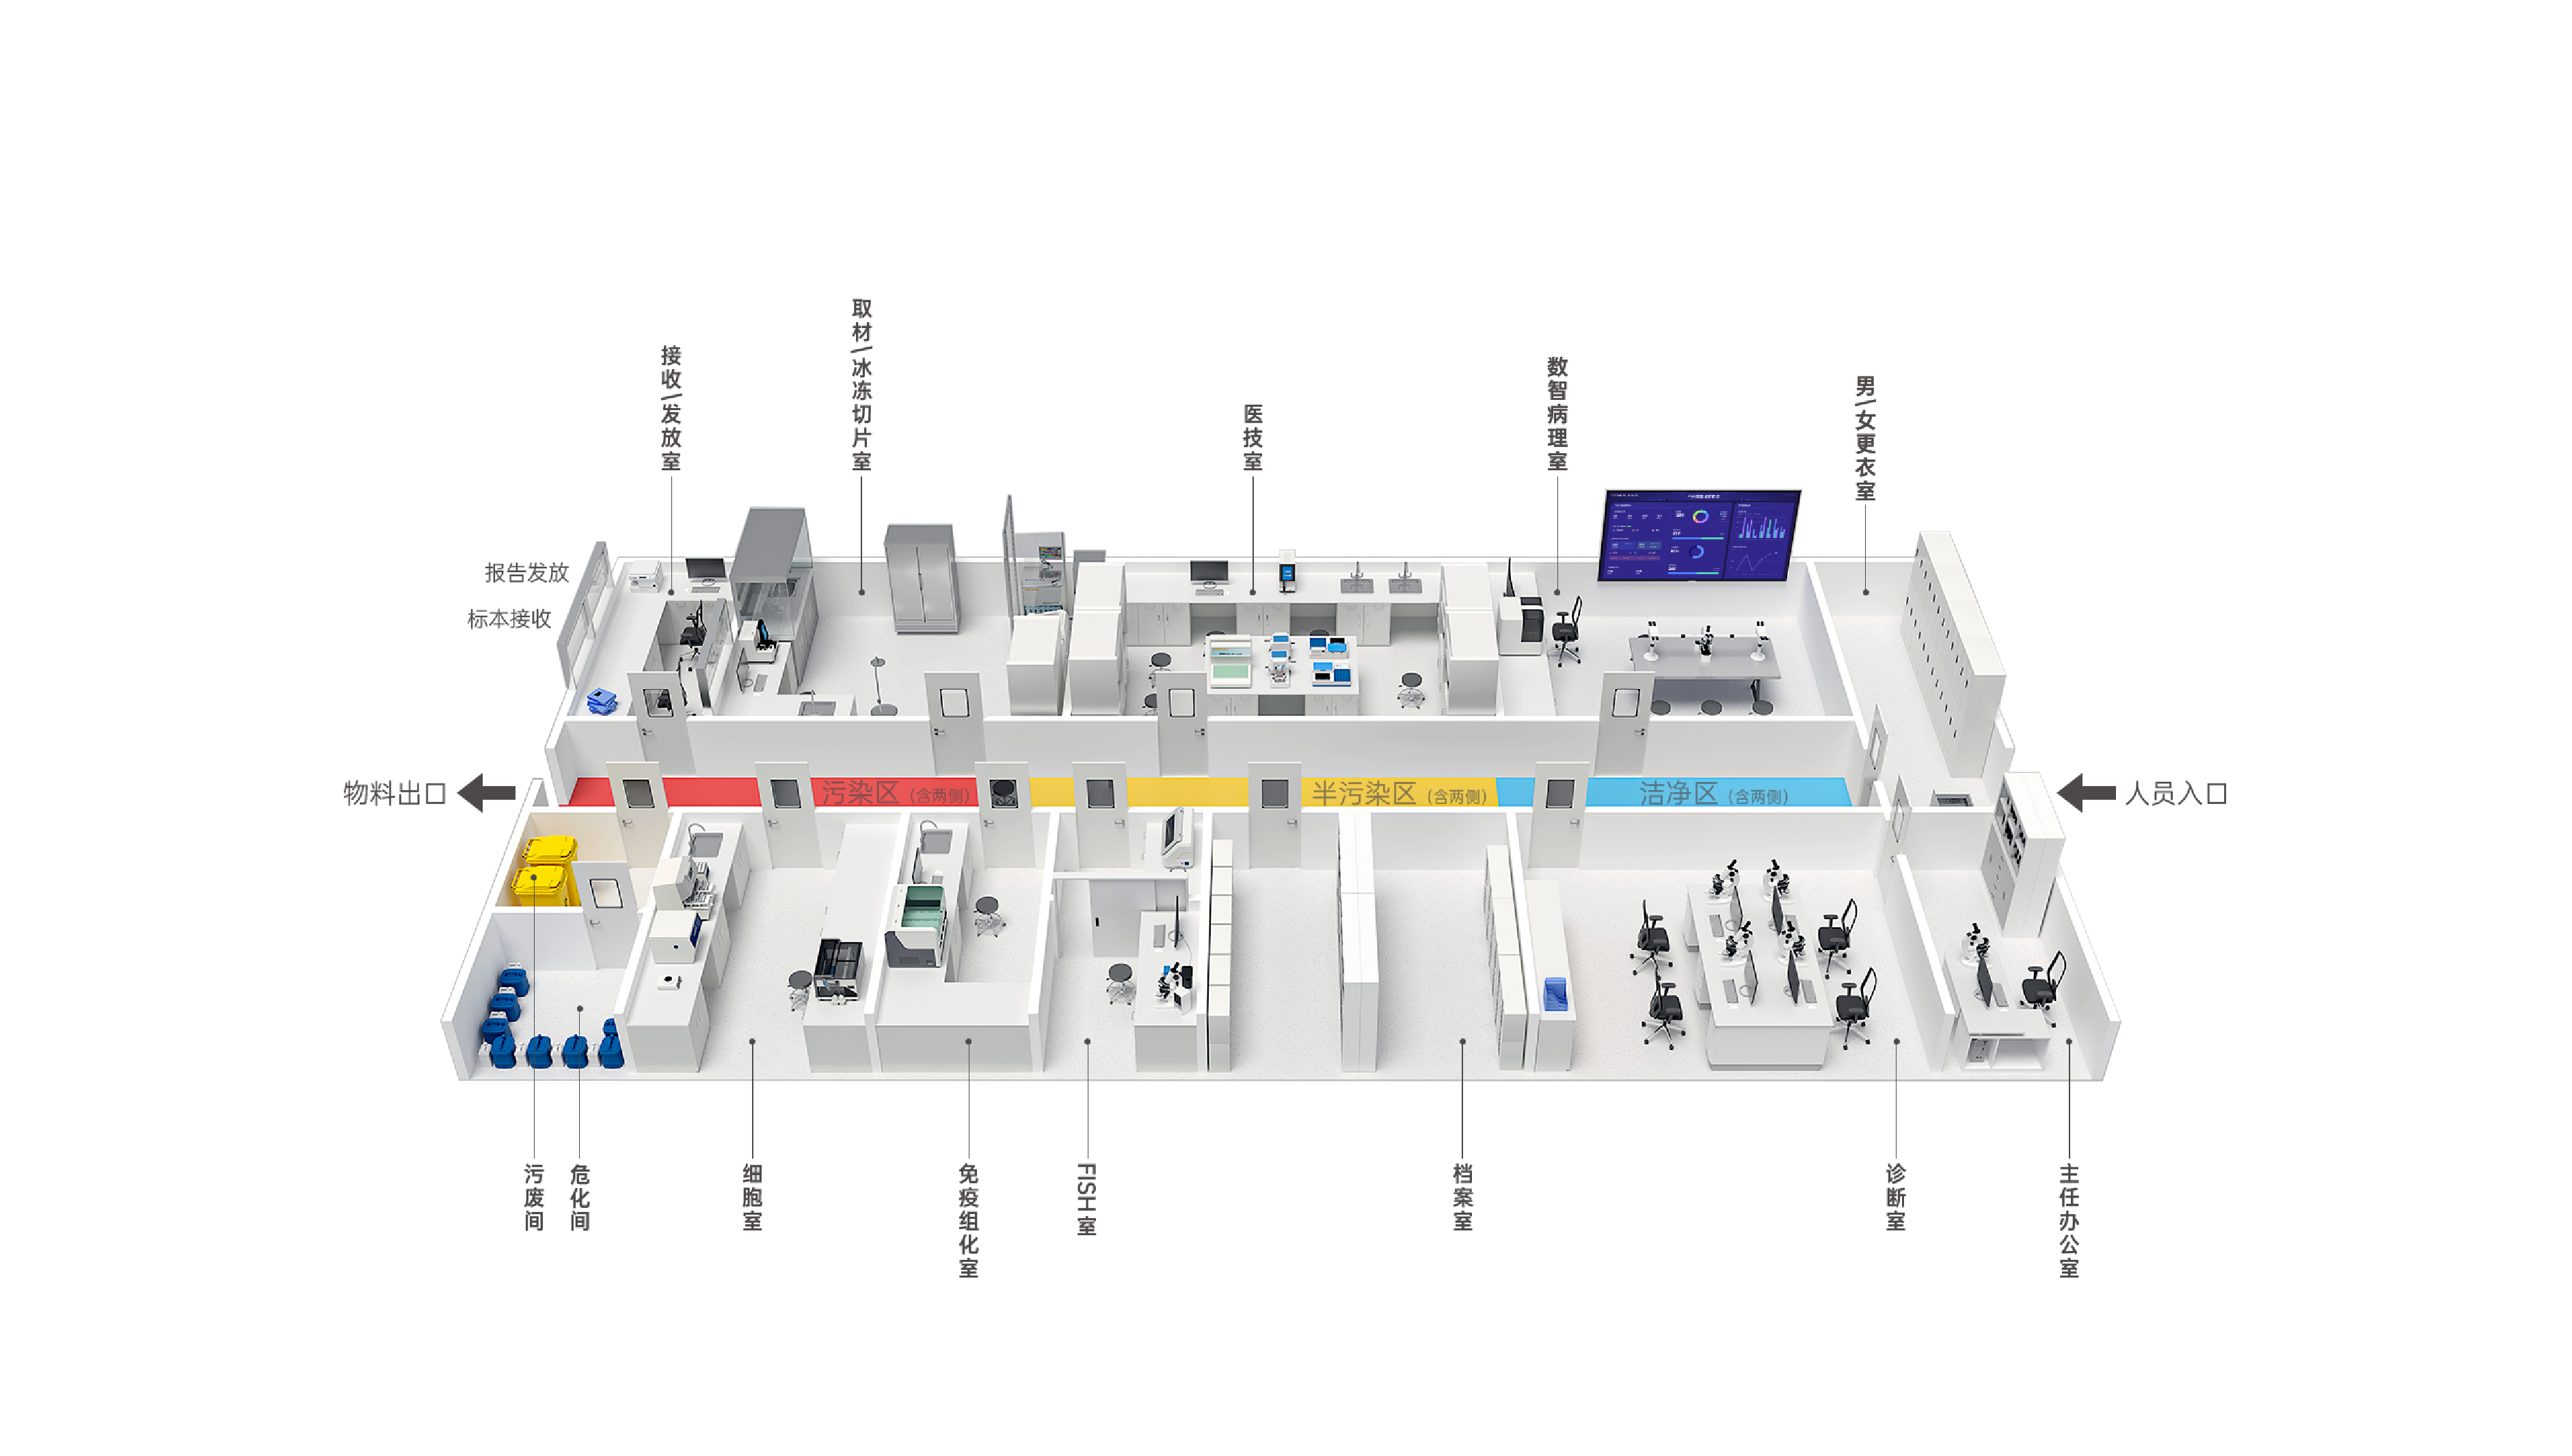 取材/冰冻切片室
接收/发放室
数智病理室
男/女更衣室
医技室
报告发放
标本接收
物料出口
污染区 (含两侧)
半污染区 (含两侧)
洁净区 (含两侧)
人员入口
污废间
危化间
细胞室
免疫组化室
FISH室
档案室
诊断室
主任办公室